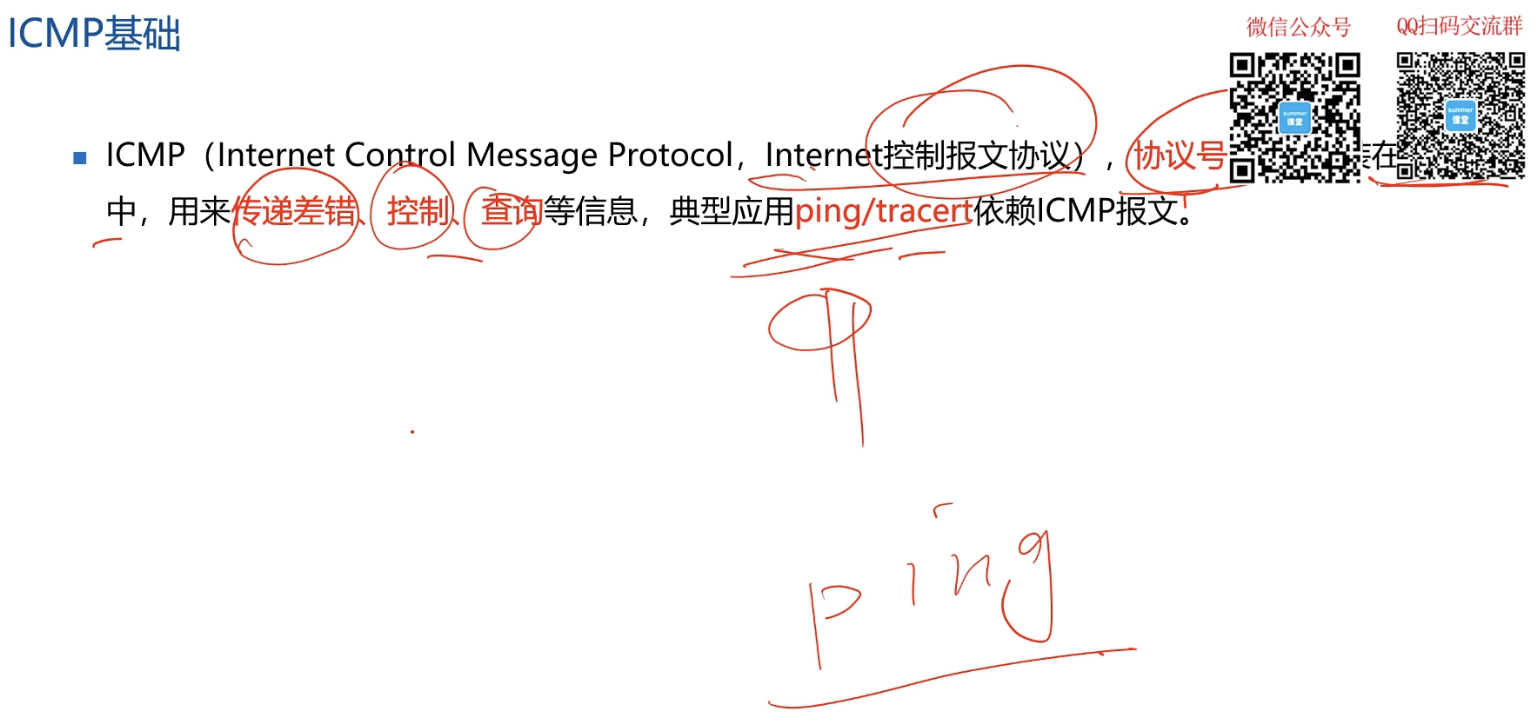 ICMP基础
微信公众号 QQ扫码交流群
ICMP（Internet Control Message Protocol，Internet控制报文协议），协议号 在
中，用来传递差错、控制、查询等信息，典型应用ping/tracert依赖ICMP报文。
summer
课堂
summer
课堂
ping